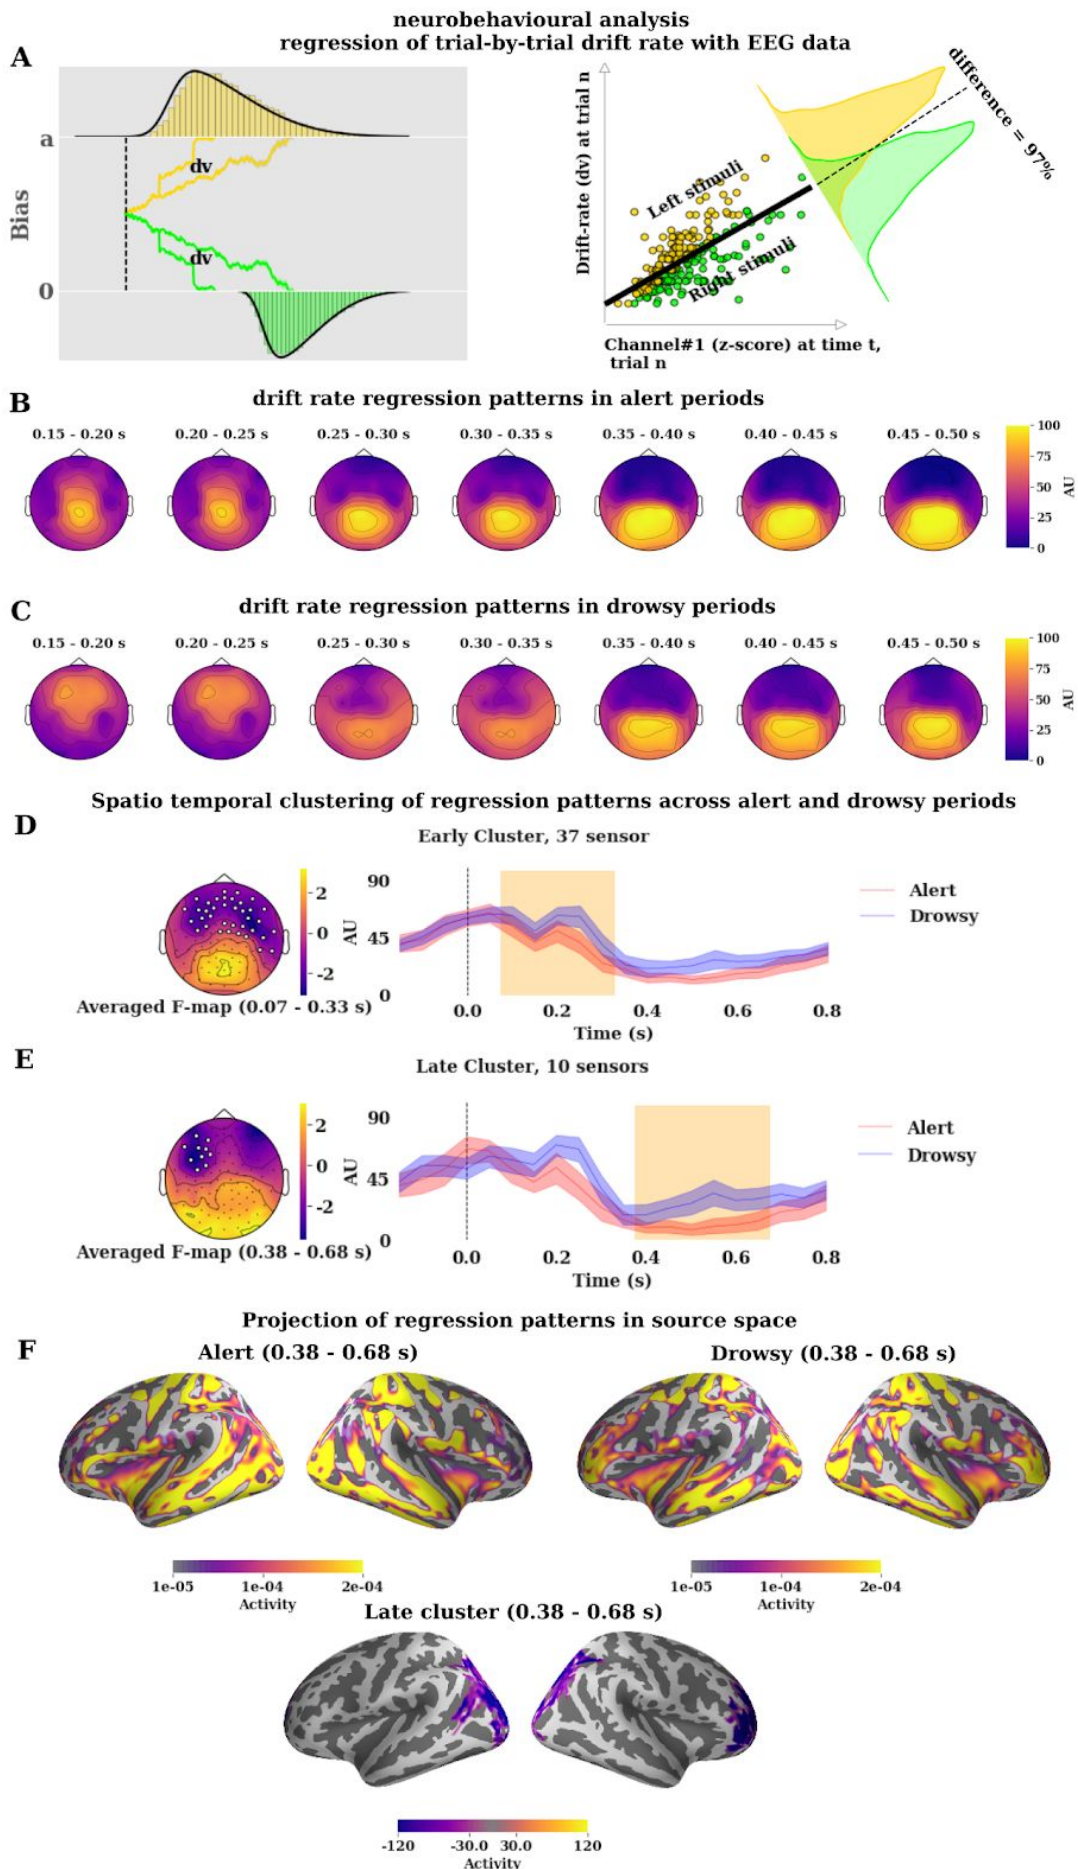 neurobehavioural analysis
regression of trial-by-trial drift rate with EEG data
A
a
Bias
0
dv
dv
Drift-rate (dv) at trial n
Left stimuli
Right stimuli
difference = 97%
Channel#1 (z-score) at time t,
trial n
B
drift rate regression patterns in alert periods
0.15 - 0.20 s 0.20 - 0.25 s 0.25 - 0.30 s 0.30 - 0.35 s 0.35 - 0.40 s 0.40 - 0.45 s 0.45 - 0.50 s
100
75
50
25
0
AU
C
drift rate regression patterns in drowsy periods
0.15 - 0.20 s 0.20 - 0.25 s 0.25 - 0.30 s 0.30 - 0.35 s 0.35 - 0.40 s 0.40 - 0.45 s 0.45 - 0.50 s
100
75
50
25
0
AU
Spatio temporal clustering of regression patterns across alert and drowsy periods
D
Early Cluster, 37 sensor
2
0
-2
Averaged F-map (0.07 - 0.33 s)
AU
90
45
0
0.0 0.2 0.4 0.6 0.8
Time (s)
Alert
Drowsy
E
Late Cluster, 10 sensors
2
0
-2
Averaged F-map (0.38 - 0.68 s)
AU
90
45
0
0.0 0.2 0.4 0.6 0.8
Time (s)
Alert
Drowsy
Projection of regression patterns in source space
F
Alert (0.38 - 0.68 s) Drowsy (0.38 - 0.68 s)
1e-05 1e-04 2e-04
Activity
1e-05 1e-04 2e-04
Activity
Late cluster (0.38 - 0.68 s)
-120 -30.0 30.0 120
Activity